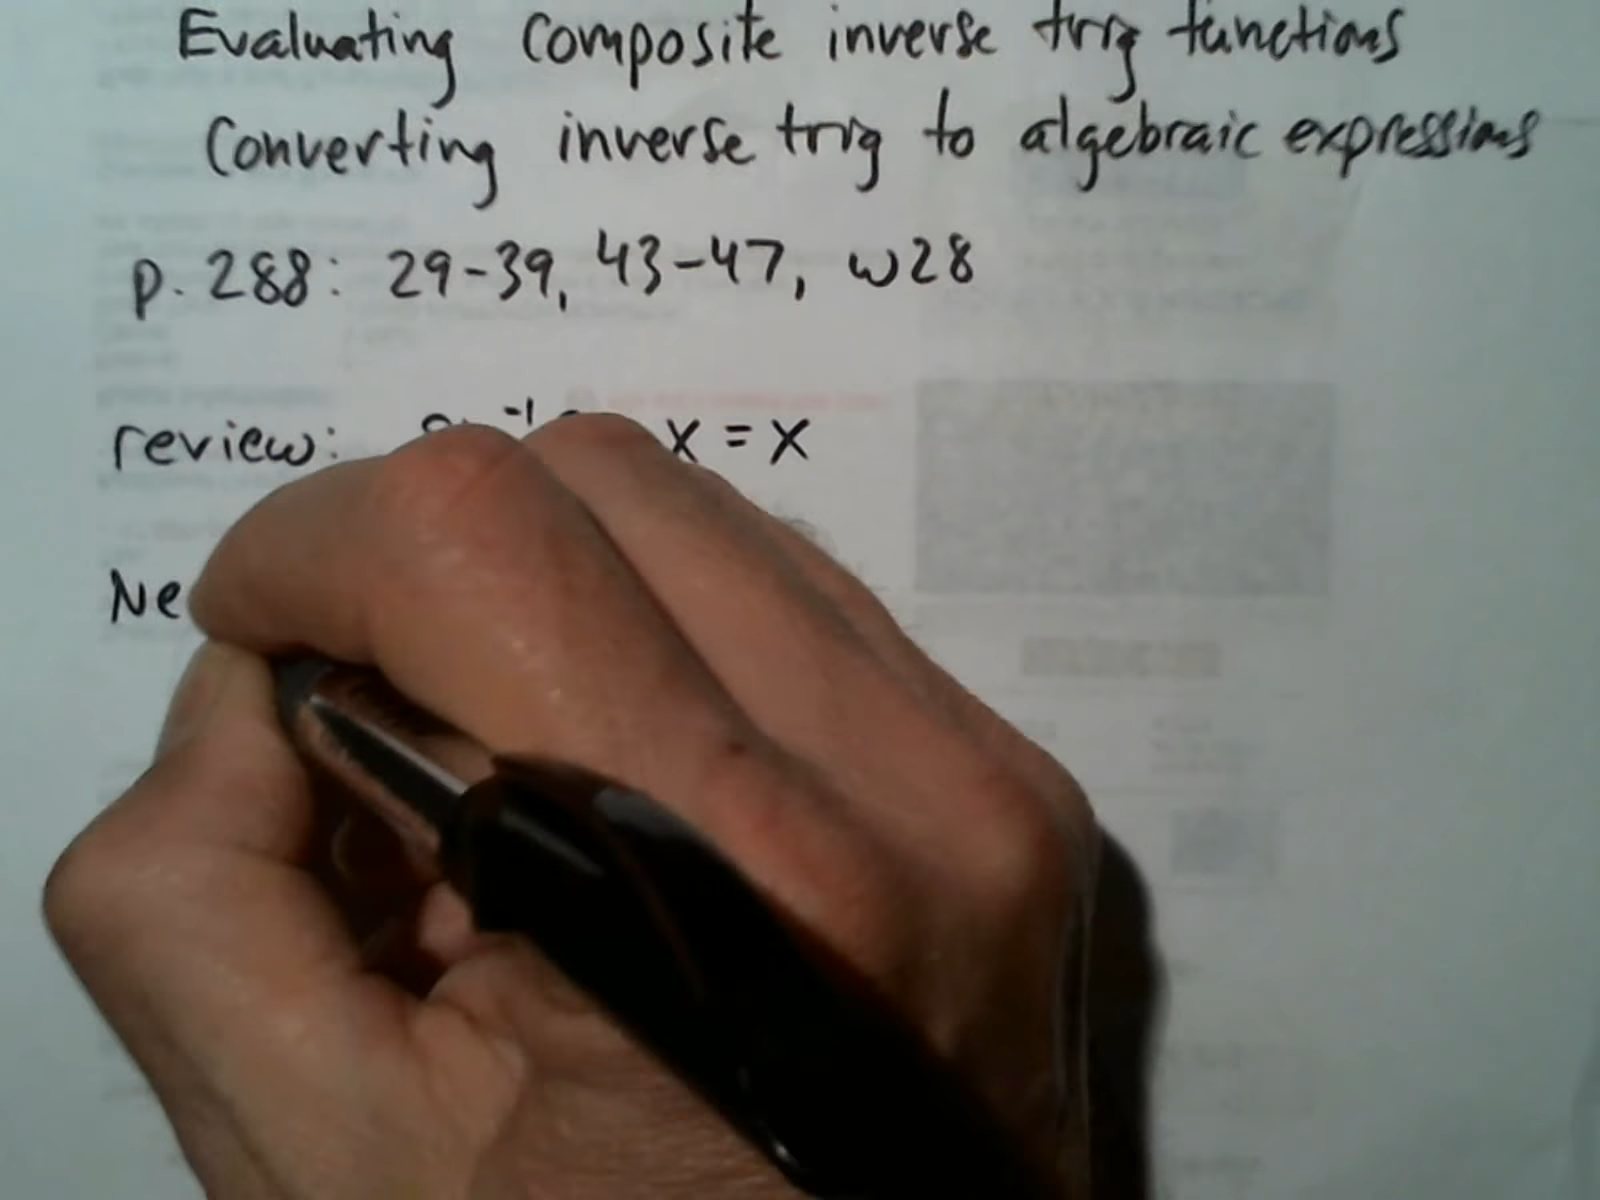 Evaluating composite inverse trig functions
Converting inverse trig to algebraic expressions
p. 288: 29-39, 43-47, w28
review: -1 x = x
Ne